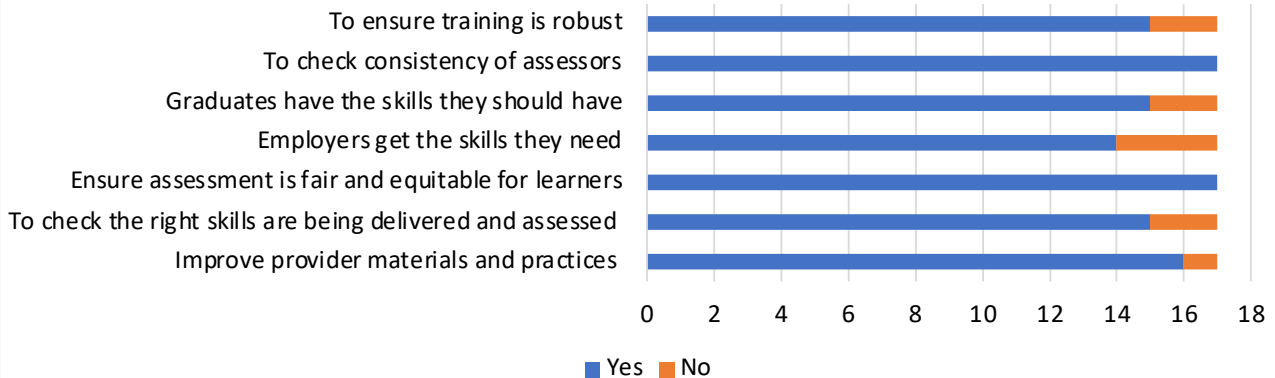 To ensure training is robust
To check consistency of assessors
Graduates have the skills they should have
Employers get the skills they need
Ensure assessment is fair and equitable for learners
To check the right skills are being delivered and assessed
Improve provider materials and practices
0 2 4 6 8 10 12 14 16 18
Yes No